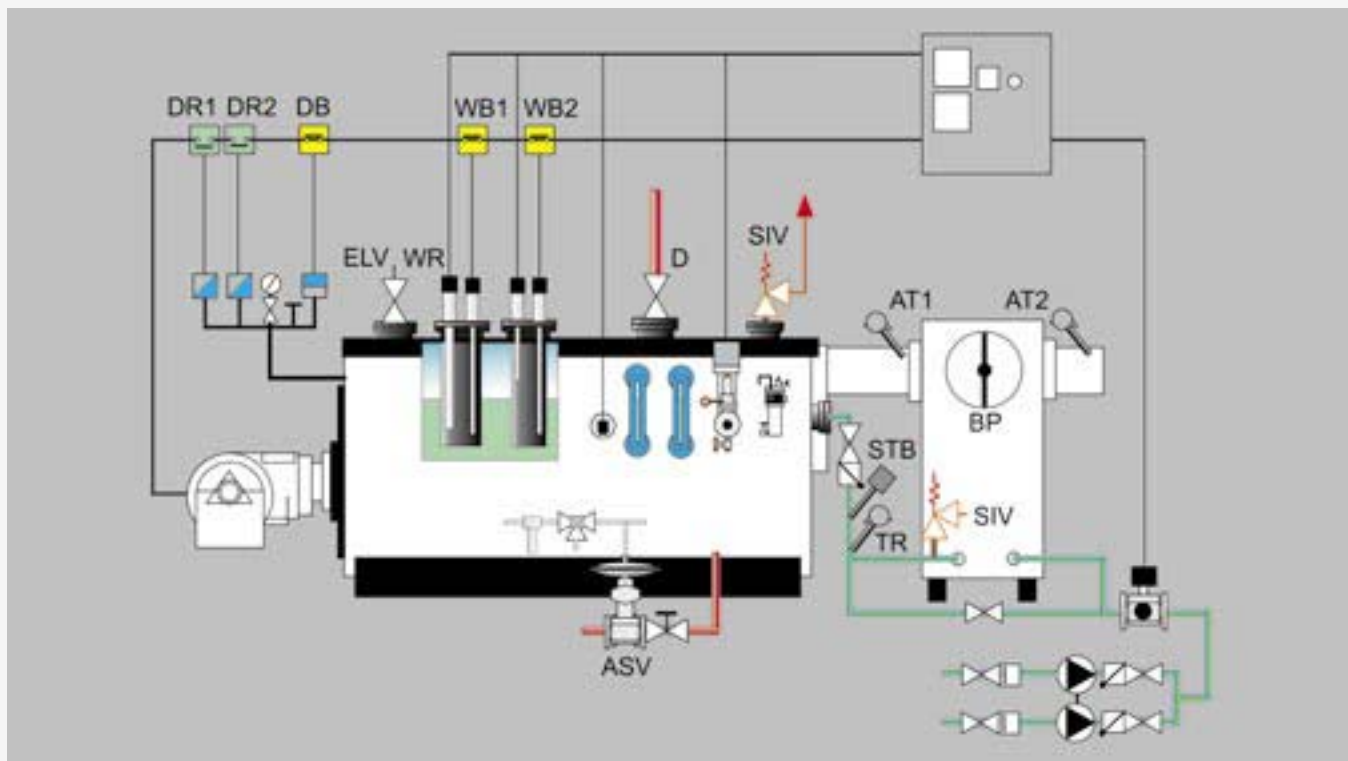 DR1 DR2 DB WB1 WB2
ELV WR D SIV
AT1 AT2
BP
STB
SIV
TR
ASV